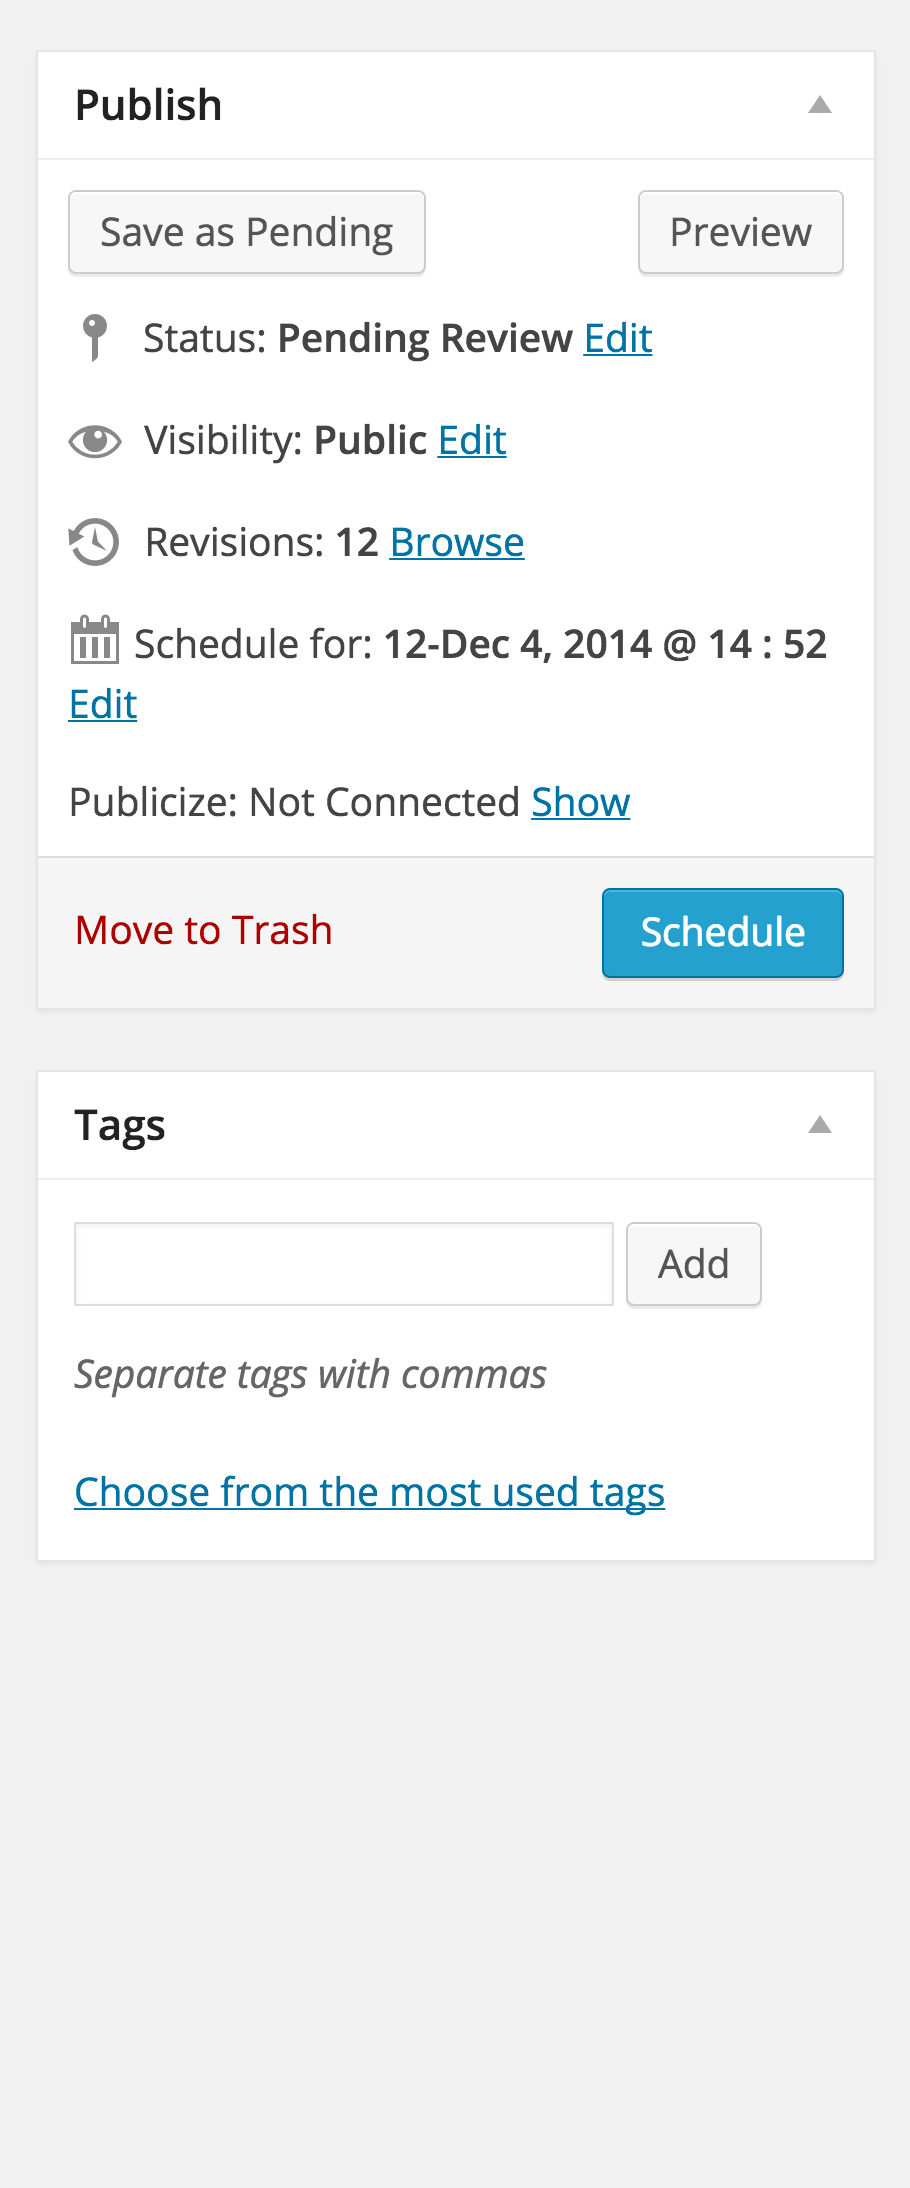 Publish
Save as Pending
Preview
Status: Pending Review Edit
Visibility: Public Edit
Revisions: 12 Browse
Schedule for: 12-Dec 4, 2014 @ 14 : 52
Edit
Publicize: Not Connected Show
Move to Trash
Schedule
Tags
Add
Separate tags with commas
Choose from the most used tags